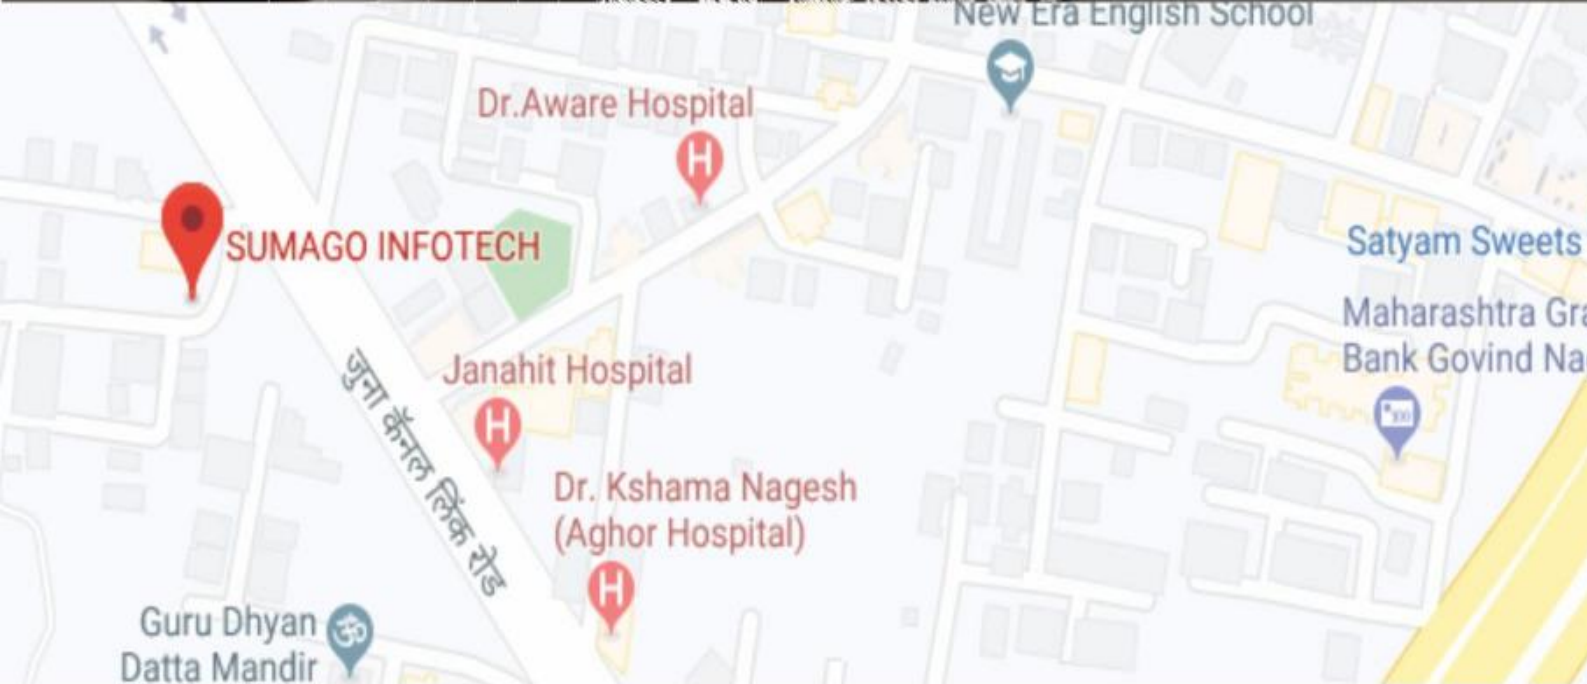 New Era English School
Dr.Aware Hospital
SUMAGO INFOTECH
Satyam Sweets
Maharashtra Gra
Bank Govind Na
Janahit Hospital
जुना कॅनल लिंक रोड
Dr. Kshama Nagesh
(Aghor Hospital)
Guru Dhyan
Datta Mandir